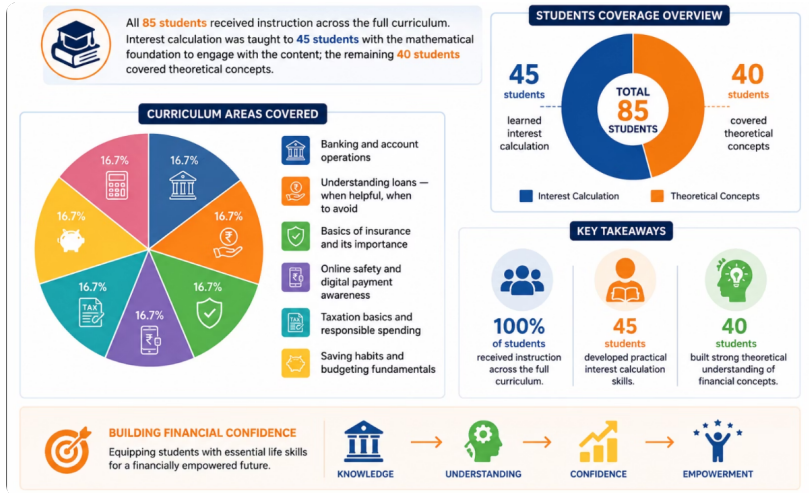 All 85 students received instruction across the full curriculum.
Interest calculation was taught to 45 students with the mathematical
foundation to engage with the content; the remaining 40 students
covered theoretical concepts.
STUDENTS COVERAGE OVERVIEW
45
students
learned
interest
calculation
TOTAL
85
STUDENTS
40
students
covered
theoretical
concepts
Interest Calculation
Theoretical Concepts
CURRICULUM AREAS COVERED
16.7%
16.7%
16.7%
16.7%
16.7%
16.7%
16.7%
TAX
Banking and account
operations
Understanding loans —
when helpful, when
to avoid
Basics of insurance
and its importance
Online safety and
digital payment
awareness
TAX
Taxation basics and
responsible spending
Saving habits and
budgeting fundamentals
KEY TAKEAWAYS
100%
of students
received instruction
across the full
curriculum.
45
students
developed practical
interest calculation
skills.
40
students
built strong theoretical
understanding of
financial concepts.
BUILDING FINANCIAL CONFIDENCE
Equipping students with essential life skills
for a financially empowered future.
KNOWLEDGE
UNDERSTANDING
CONFIDENCE
EMPOWERMENT